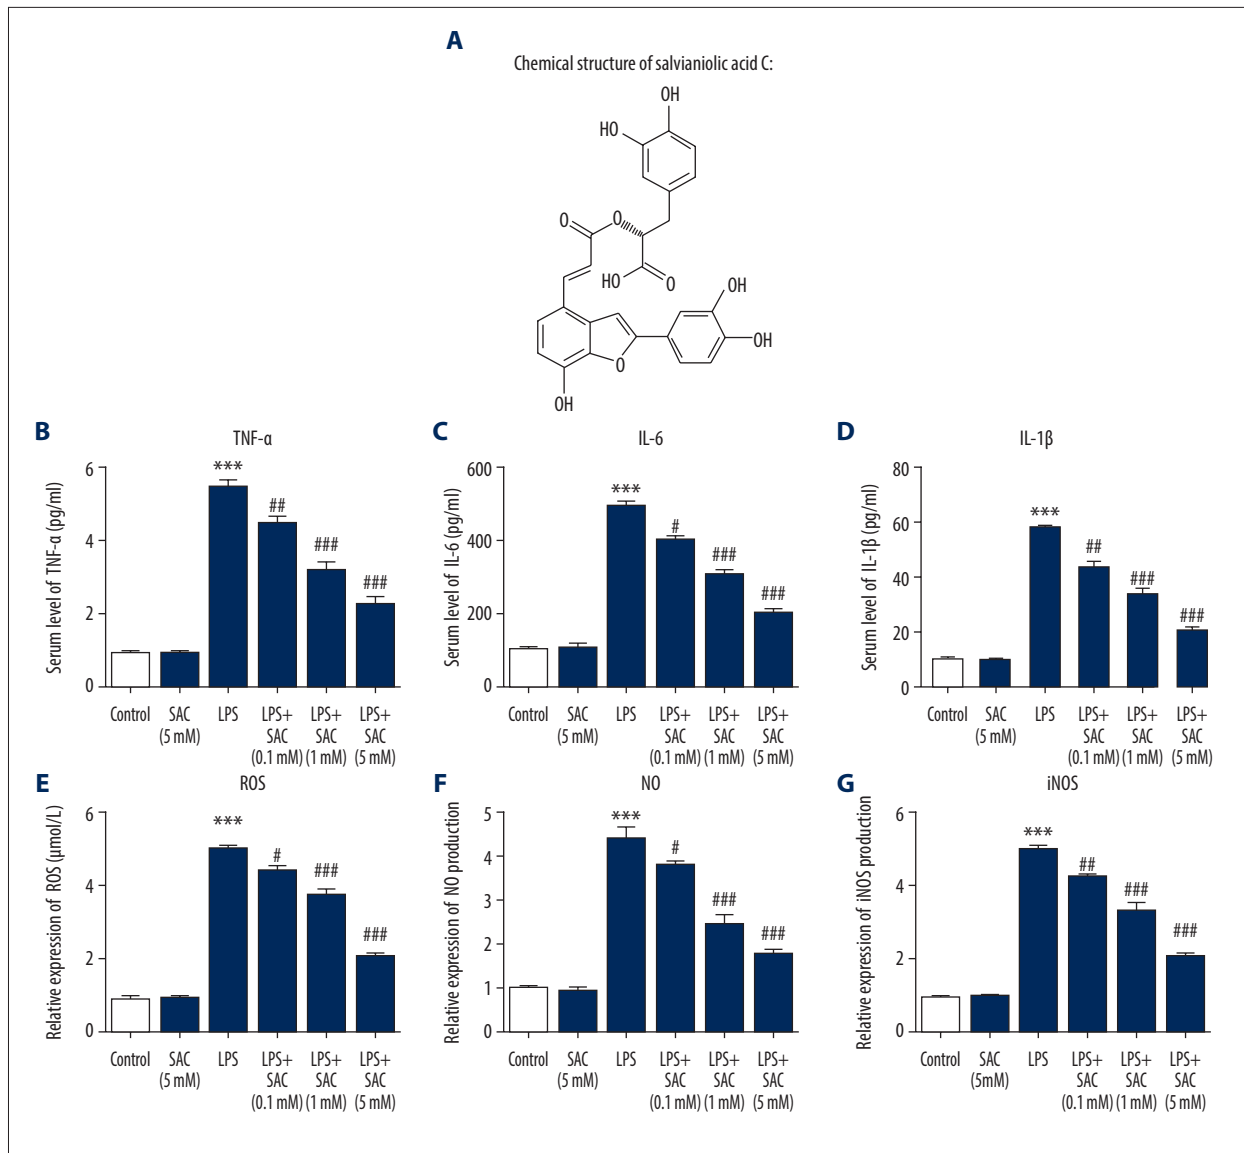 A
Chemical structure of salvianiolic acid C:
OH
HO
O
O
HO
O
OH
OH
O
OH
B
TNF-α
Serum level of TNF-α (pg/ml)
6
4
2
0
***
##
###
###
Control
SAC
(5 mM)
LPS
LPS+
SAC
(0.1 mM)
LPS+
SAC
(1 mM)
LPS+
SAC
(5 mM)
C
IL-6
Serum level of IL-6 (pg/ml)
600
400
200
0
***
#
###
###
Control
SAC
(5 mM)
LPS
LPS+
SAC
(0.1 mM)
LPS+
SAC
(1 mM)
LPS+
SAC
(5 mM)
D
IL-1β
Serum level of IL-1β (pg/ml)
80
60
40
20
0
***
##
###
###
Control
SAC
(5 mM)
LPS
LPS+
SAC
(0.1 mM)
LPS+
SAC
(1 mM)
LPS+
SAC
(5 mM)
E
ROS
Relative expression of ROS (µmol/L)
6
4
2
0
***
#
###
###
Control
SAC
(5 mM)
LPS
LPS+
SAC
(0.1 mM)
LPS+
SAC
(1 mM)
LPS+
SAC
(5 mM)
F
NO
Relative expression of NO production
5
4
3
2
1
0
***
#
###
###
Control
SAC
(5 mM)
LPS
LPS+
SAC
(0.1 mM)
LPS+
SAC
(1 mM)
LPS+
SAC
(5 mM)
G
iNOS
Relative expression of iNOS production
6
4
2
0
***
##
###
###
Control
SAC
(5mM)
LPS
LPS+
SAC
(0.1 mM)
LPS+
SAC
(1 mM)
LPS+
SAC
(5 mM)